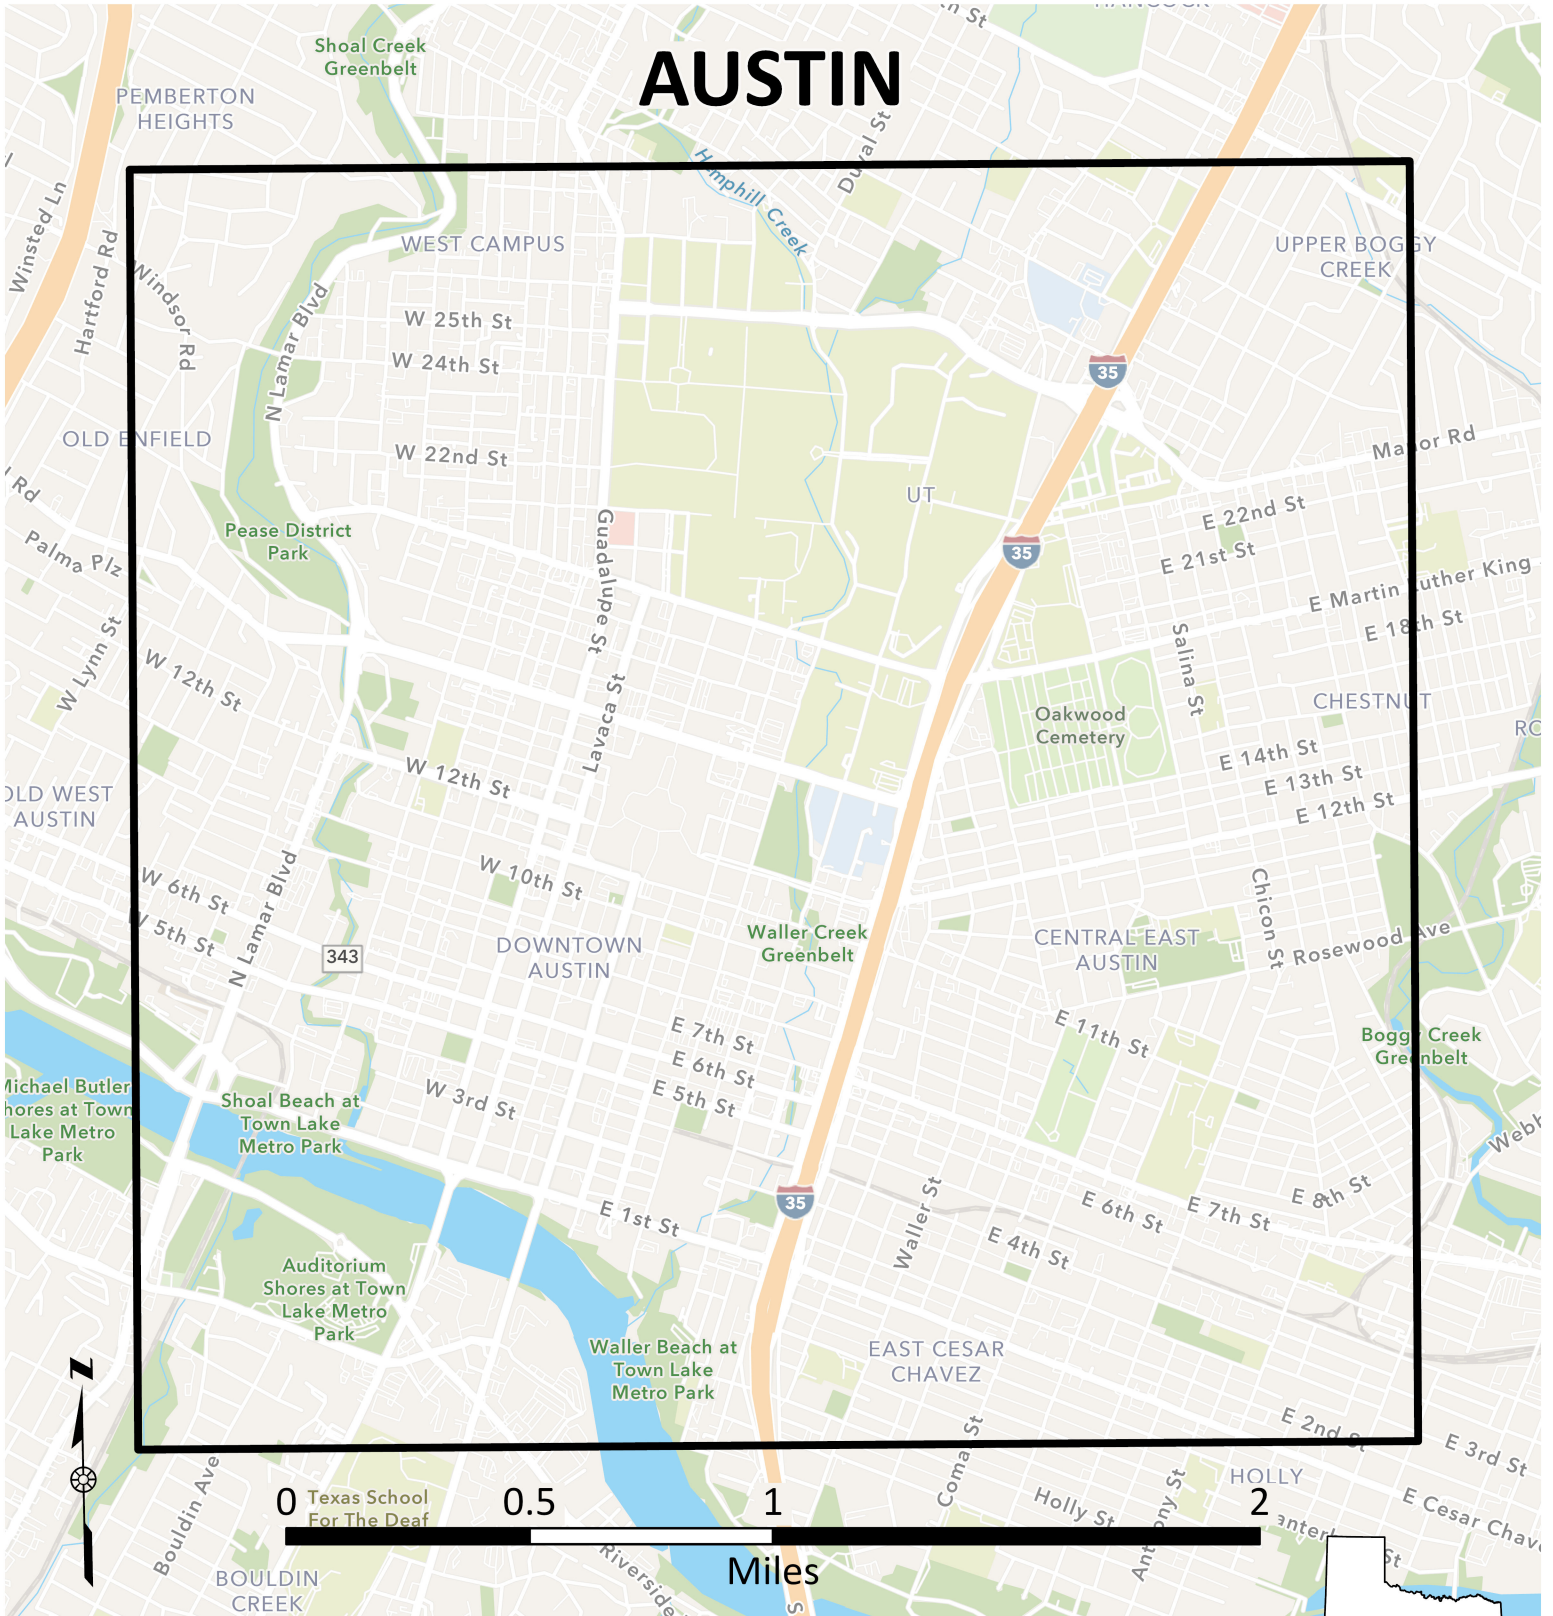 HANCOCK
Shoal Creek
Greenbelt
AUSTIN
PEMBERTON
HEIGHTS
Duval St
Hemphill Creek
Winsted Ln
Hartford Rd
Windsor Rd
WEST CAMPUS
UPPER BOGGY
CREEK
N Lamar Blvd
W 25th St
W 24th St
35
OLD ENFIELD
W 22nd St
Manor Rd
UT
Rd
E 22nd St
Guadalupe St
Pease District
Park
35
E 21st St
Palma Plz
E Martin Luther King
W Lynn St
E 18th St
Salina St
W 12th St
Lavaca St
CHESTNUT
Oakwood
Cemetery
RO
E 14th St
W 12th St
E 13th St
OLD WEST
AUSTIN
E 12th St
N Lamar Blvd
W 10th St
W 6th St
Chicon St
W 5th St
Waller Creek
Greenbelt
DOWNTOWN
AUSTIN
CENTRAL EAST
AUSTIN
Rosewood Ave
343
E 11th St
E 7th St
Boggy Creek
Greenbelt
E 6th St
Michael Butler
Shores at Town
Lake Metro
Park
E 5th St
W 3rd St
Shoal Beach at
Town Lake
Metro Park
Webb
E 8th St
35
Waller St
E 6th St
E 7th St
E 1st St
E 4th St
Auditorium
Shores at Town
Lake Metro
Park
Waller Beach at
Town Lake
Metro Park
EAST CESAR
CHAVEZ
N
E 2nd St
E 3rd St
Comal St
HOLLY
Bouldin Ave
Texas School
For The Deaf
0 0.5 1 2
Miles
Holly St
Anthony St
E Cesar Chav
Riverside
BOULDIN
CREEK
S